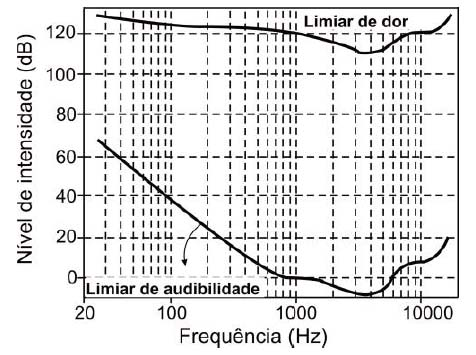 Nível de intensidade (dB)
120
100
80
60
40
20
0
Limiar de dor
Limiar de audibilidade
20
100
1000
10000
Frequência (Hz)